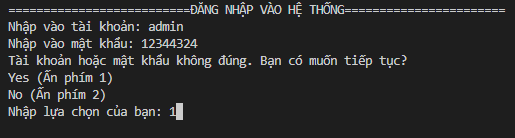 ==========================ĐĂNG NHẬP VÀO HỆ THỐNG=======================
Nhập vào tài khoản: admin
Nhập vào mật khẩu: 12344324
Tài khoản hoặc mật khẩu không đúng. Bạn có muốn tiếp tục?
Yes (Ấn phím 1)
No (Ấn phím 2)
Nhập lựa chọn của bạn: 1